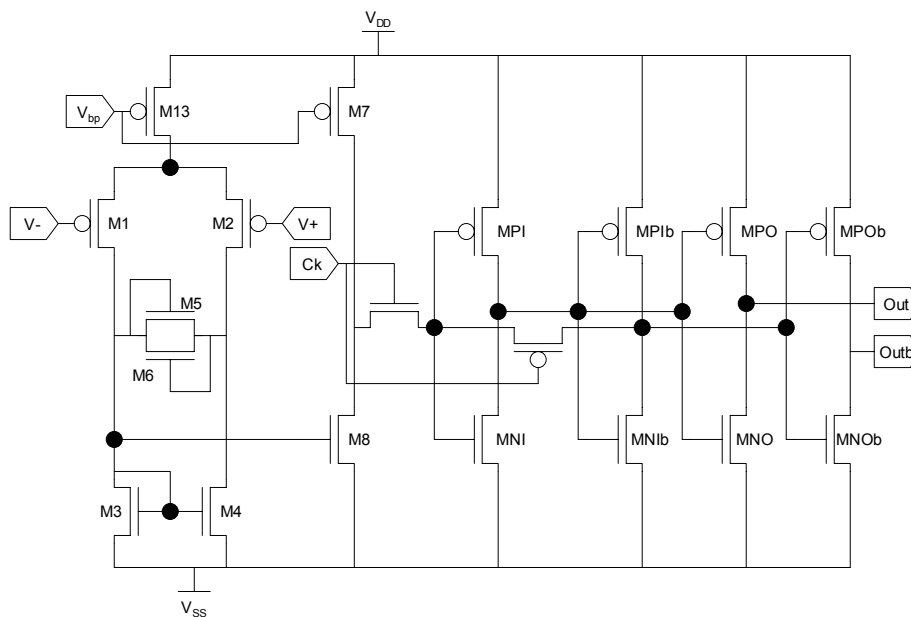 VDD
Vbp
M13
M7
V-
M1
M2
V+
MPI
MPIb
MPO
MPOb
Ck
M5
Out
M6
Outb
M8
MNI
MNIb
MNO
MNOb
M3
M4
VSS